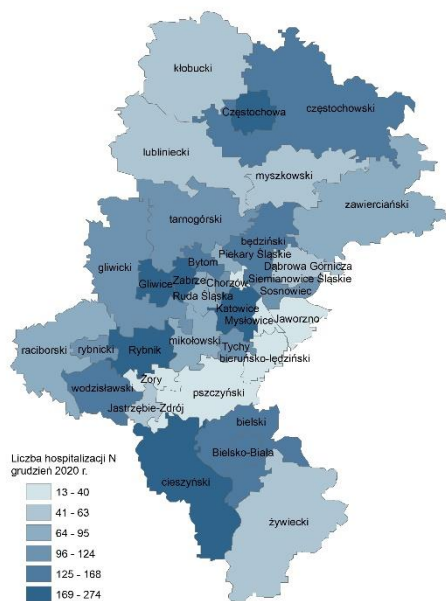 kłobucki
Częstochowa
częstochowski
lubliniecki
myszkowski
zawierciański
tarnogórski
będziński
Piekary Śląskie
gliwicki
Bytom
Dąbrowa Górnicza
Zabrze
Chorzów
Siemianowice Śląskie
Gliwice
Ruda Śląska
Sosnowiec
Katowice
Mysłowice
Jaworzno
raciborski
rybnicki
Rybnik
mikołowski
Tychy
bieruńsko-lędziński
Żory
wodzisławski
pszczyński
Jastrzębie-Zdrój
bielski
Bielsko-Biała
cieszyński
żywiecki
Liczba hospitalizacji N
grudzień 2020 r.
13 - 40
41 - 63
64 - 95
96 - 124
125 - 168
169 - 274